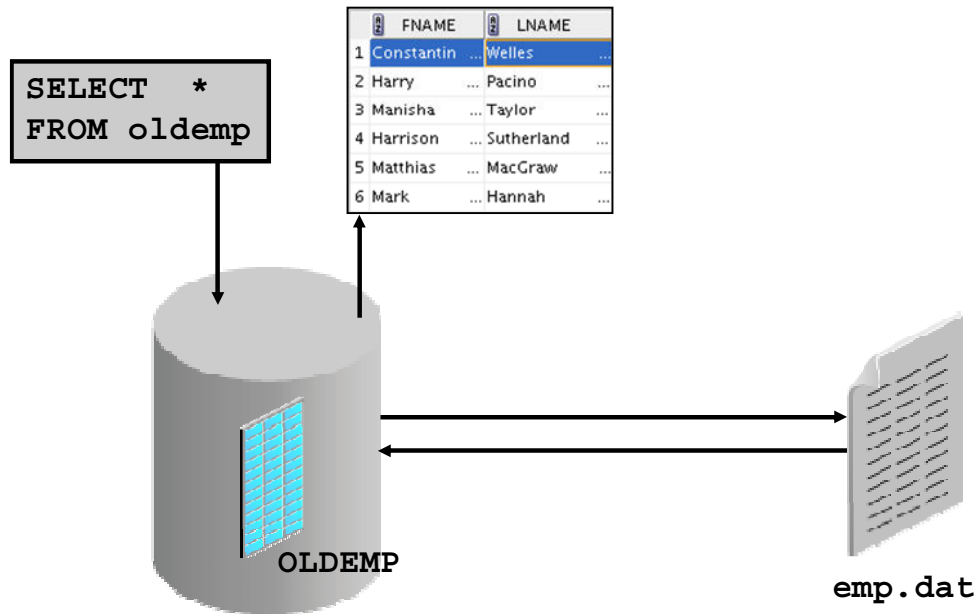 FNAME LNAME
1 Constantin ... Welles ...
2 Harry ... Pacino ...
3 Manisha ... Taylor ...
4 Harrison ... Sutherland ...
5 Matthias ... MacGraw ...
6 Mark ... Hannah ...
SELECT *
FROM oldemp
OLDEMP
emp.dat